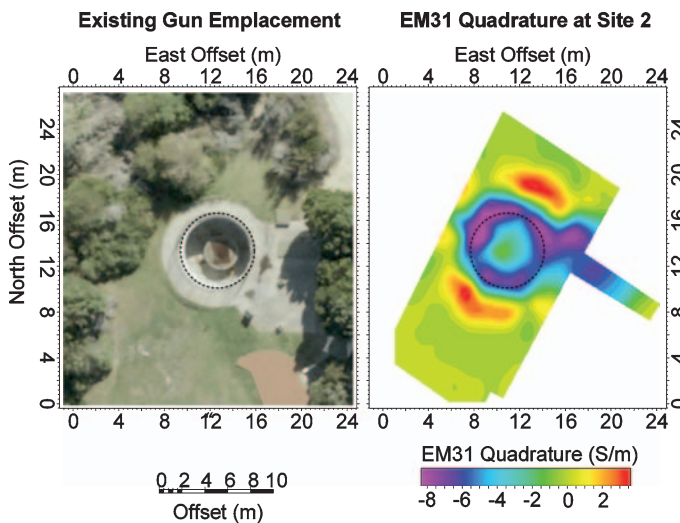 Existing Gun Emplacement
East Offset (m)
0 4 8 12 16 20 24
North Offset (m)
24
20
16
12
8
4
0
0 4 8 12 16 20 24
0 2 4 6 8 10
Offset (m)
EM31 Quadrature at Site 2
East Offset (m)
0 4 8 12 16 20 24
24
20
16
12
8
4
0
0 4 8 12 16 20 24
EM31 Quadrature (S/m)
-8 -6 -4 -2 0 2